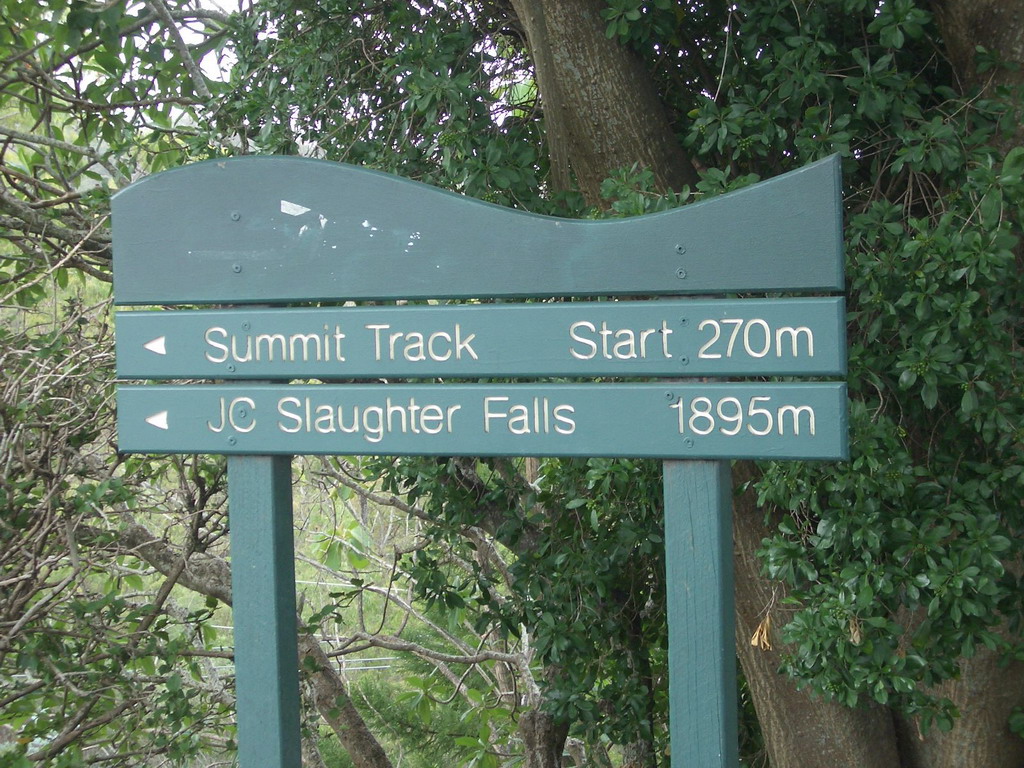 Summit Track Start 270m
JC Slaughter Falls 1895m